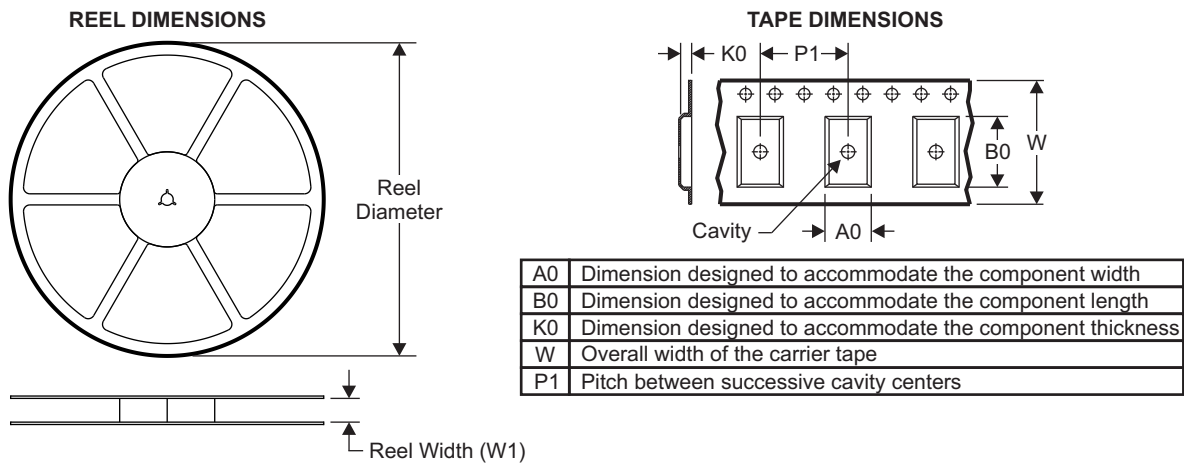 REEL DIMENSIONS
Reel
Diameter
Reel Width (W1)
TAPE DIMENSIONS
K0
P1
B0
W
Cavity
A0
A0 Dimension designed to accommodate the component width
B0 Dimension designed to accommodate the component length
K0 Dimension designed to accommodate the component thickness
W Overall width of the carrier tape
P1 Pitch between successive cavity centers